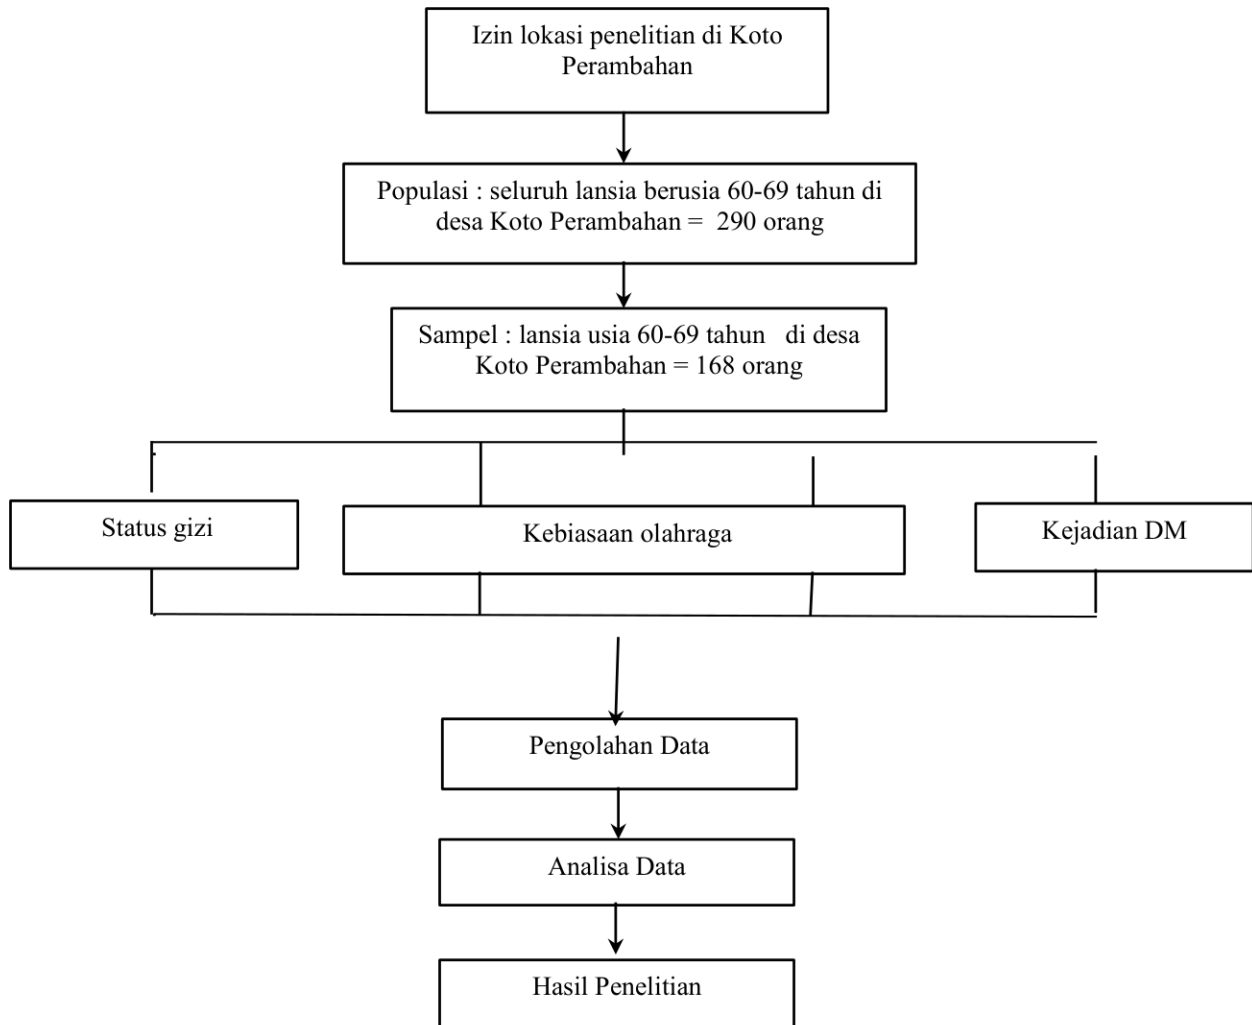 Izin lokasi penelitian di Koto
Perambahan
Populasi : seluruh lansia berusia 60-69 tahun di
desa Koto Perambahan = 290 orang
Sampel : lansia usia 60-69 tahun di desa
Koto Perambahan = 168 orang
Status gizi
Kebiasaan olahraga
Kejadian DM
Pengolahan Data
Analisa Data
Hasil Penelitian